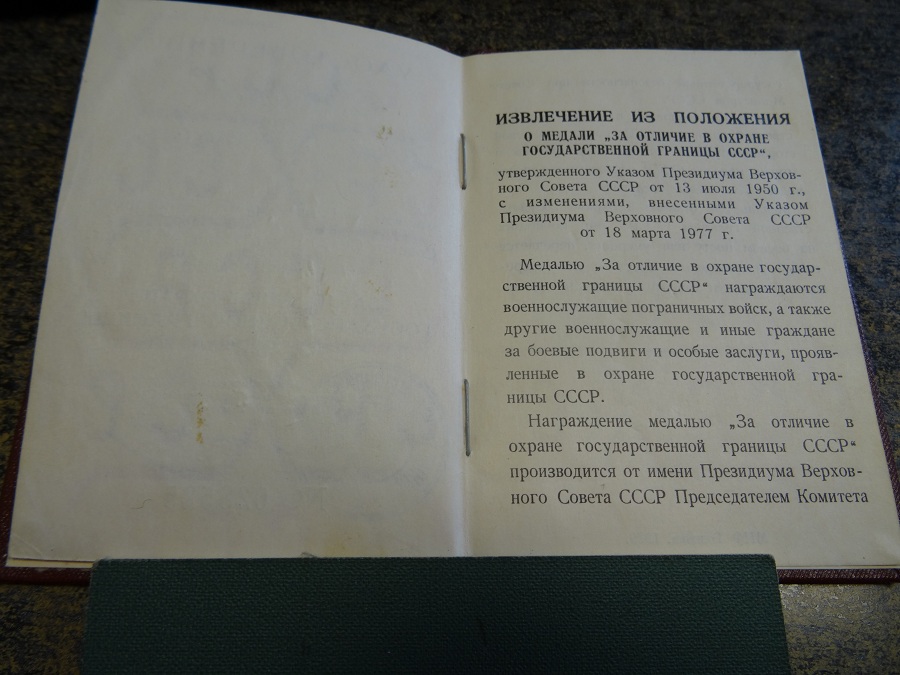 ИЗВЛЕЧЕНИЕ ИЗ ПОЛОЖЕНИЯ
О МЕДАЛИ „ЗА ОТЛИЧИЕ В ОХРАНЕ
ГОСУДАРСТВЕННОЙ ГРАНИЦЫ СССР“,
утвержденного Указом Президиума Верхов-
ного Совета СССР от 13 июля 1950 г.,
с изменениями, внесенными Указом
Президиума Верховного Совета СССР
от 18 марта 1977 г.
Медалью „За отличие в охране государ-
ственной границы СССР“ награждаются
военнослужащие пограничных войск, а также
другие военнослужащие и иные граждане
за боевые подвиги и особые заслуги, прояв-
ленные в охране государственной гра-
ницы СССР.
Награждение медалью „За отличие в
охране государственной границы СССР“
производится от имени Президиума Верхов-
ного Совета СССР Председателем Комитета